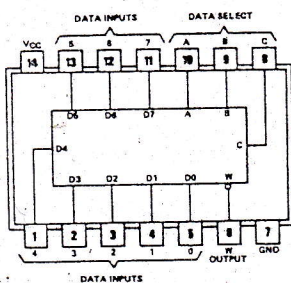 DATA INPUTS DATA SELECT
VCC 5 6 7 A B C
14 13 12 11 10 9 8
D5 D6 D7 A B
D4 C
D3 D2 D1 D0 W
1 2 3 4 5 6 7
4 3 2 1 0 W GND
OUTPUT
DATA INPUTS